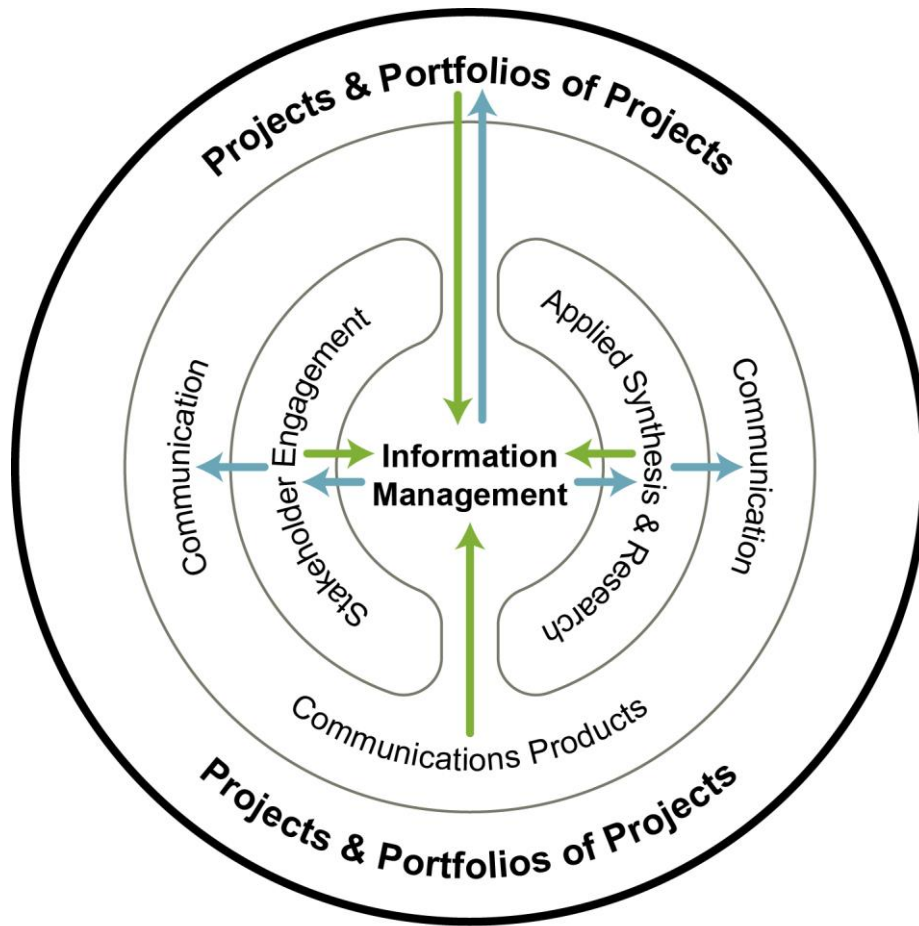 Projects & Portfolios of Projects
Communication
Stakeholder Engagement
Information
Management
Applied Synthesis & Research
Communication
Communications Products
Projects & Portfolios of Projects